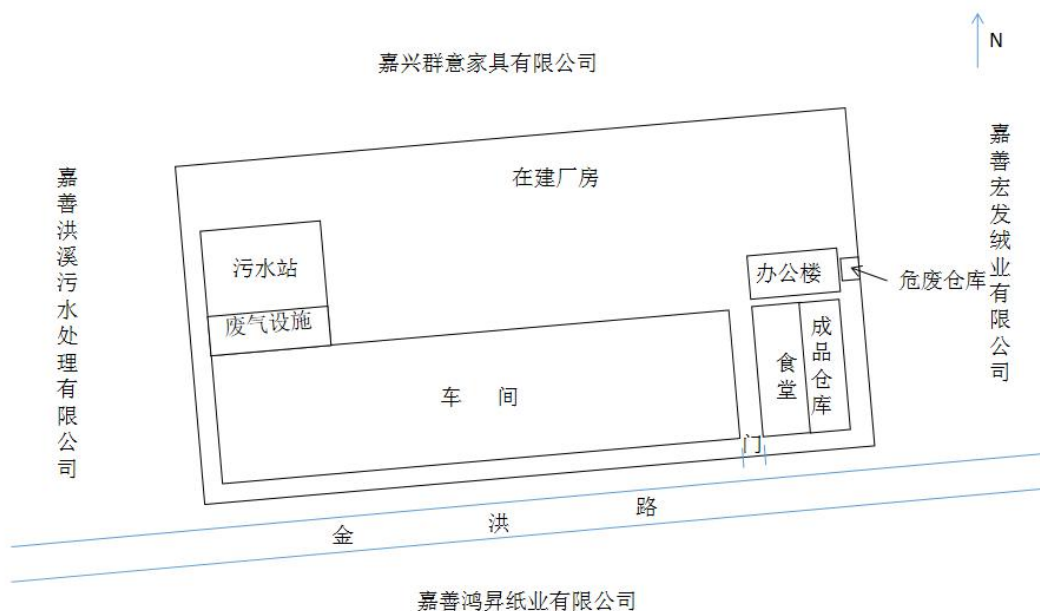 N
嘉兴群意家具有限公司
嘉善宏发绒业有限公司
在建厂房
嘉善洪溪污水处理有限公司
污水站
办公楼
危废仓库
废气设施
成品仓库
食堂
车 间
门
金 洪 路
嘉善鸿昇纸业有限公司